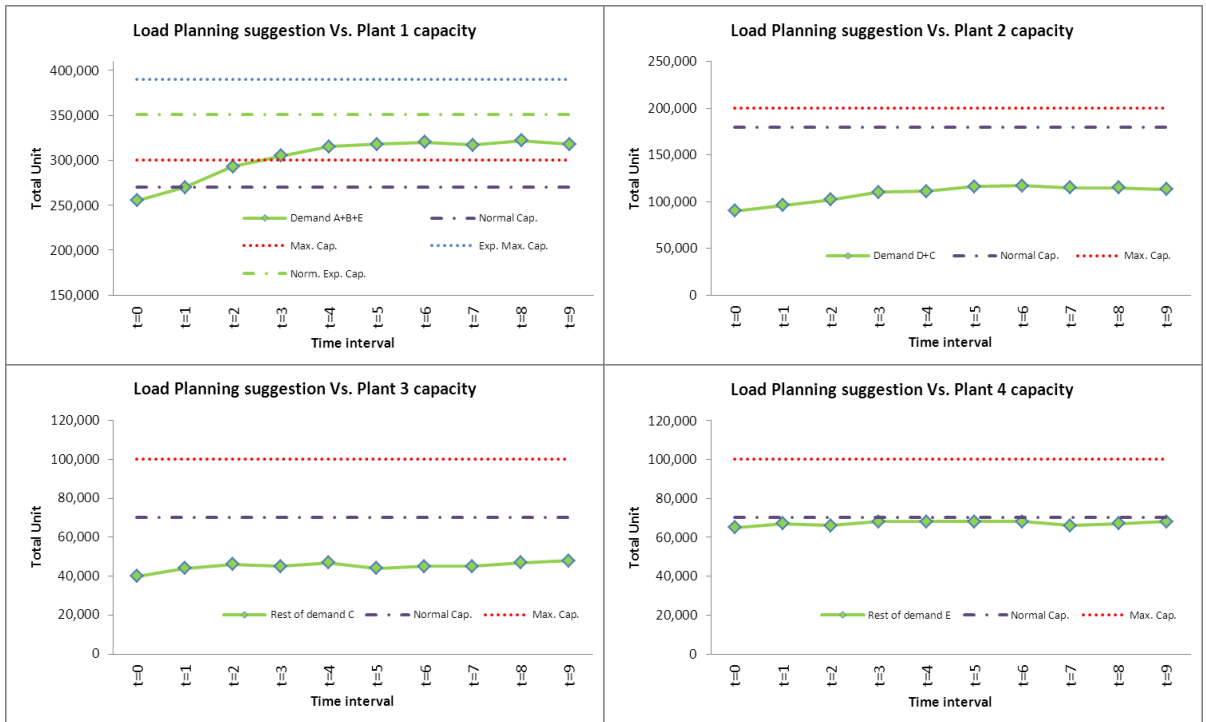 Load Planning suggestion Vs. Plant 1 capacity
400,000
350,000
300,000
250,000
200,000
150,000
Total Unit
Demand A+B+E
Normal Cap.
Max. Cap.
Exp. Max. Cap.
Norm. Exp. Cap.
t=0
t=1
t=2
t=3
t=4
t=5
t=6
t=7
t=8
t=9
Time interval
Load Planning suggestion Vs. Plant 2 capacity
250,000
200,000
150,000
100,000
50,000
0
Total Unit
Demand D+C
Normal Cap.
Max. Cap.
t=0
t=1
t=2
t=3
t=4
t=5
t=6
t=7
t=8
t=9
Time interval
Load Planning suggestion Vs. Plant 3 capacity
120,000
100,000
80,000
60,000
40,000
20,000
0
Total Unit
Rest of demand C
Normal Cap.
Max. Cap.
t=0
t=1
t=2
t=3
t=4
t=5
t=6
t=7
t=8
t=9
Time interval
Load Planning suggestion Vs. Plant 4 capacity
120,000
100,000
80,000
60,000
40,000
20,000
0
Total Unit
Rest of demand E
Normal Cap.
Max. Cap.
t=0
t=1
t=2
t=3
t=4
t=5
t=6
t=7
t=8
t=9
Time interval